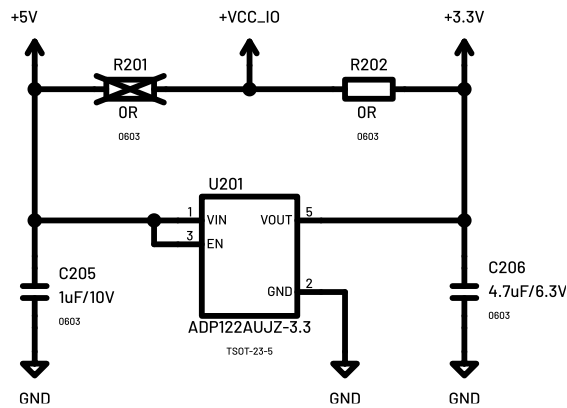 +5V
+VCC_IO
+3.3V
R201
R202
0R
0R
0603
0603
U201
1
VIN
VOUT
5
3
EN
C205
1uF/10V
0603
GND
2
C206
4.7uF/6.3V
0603
ADP122AUJZ-3.3
TSOT-23-5
GND
GND
GND